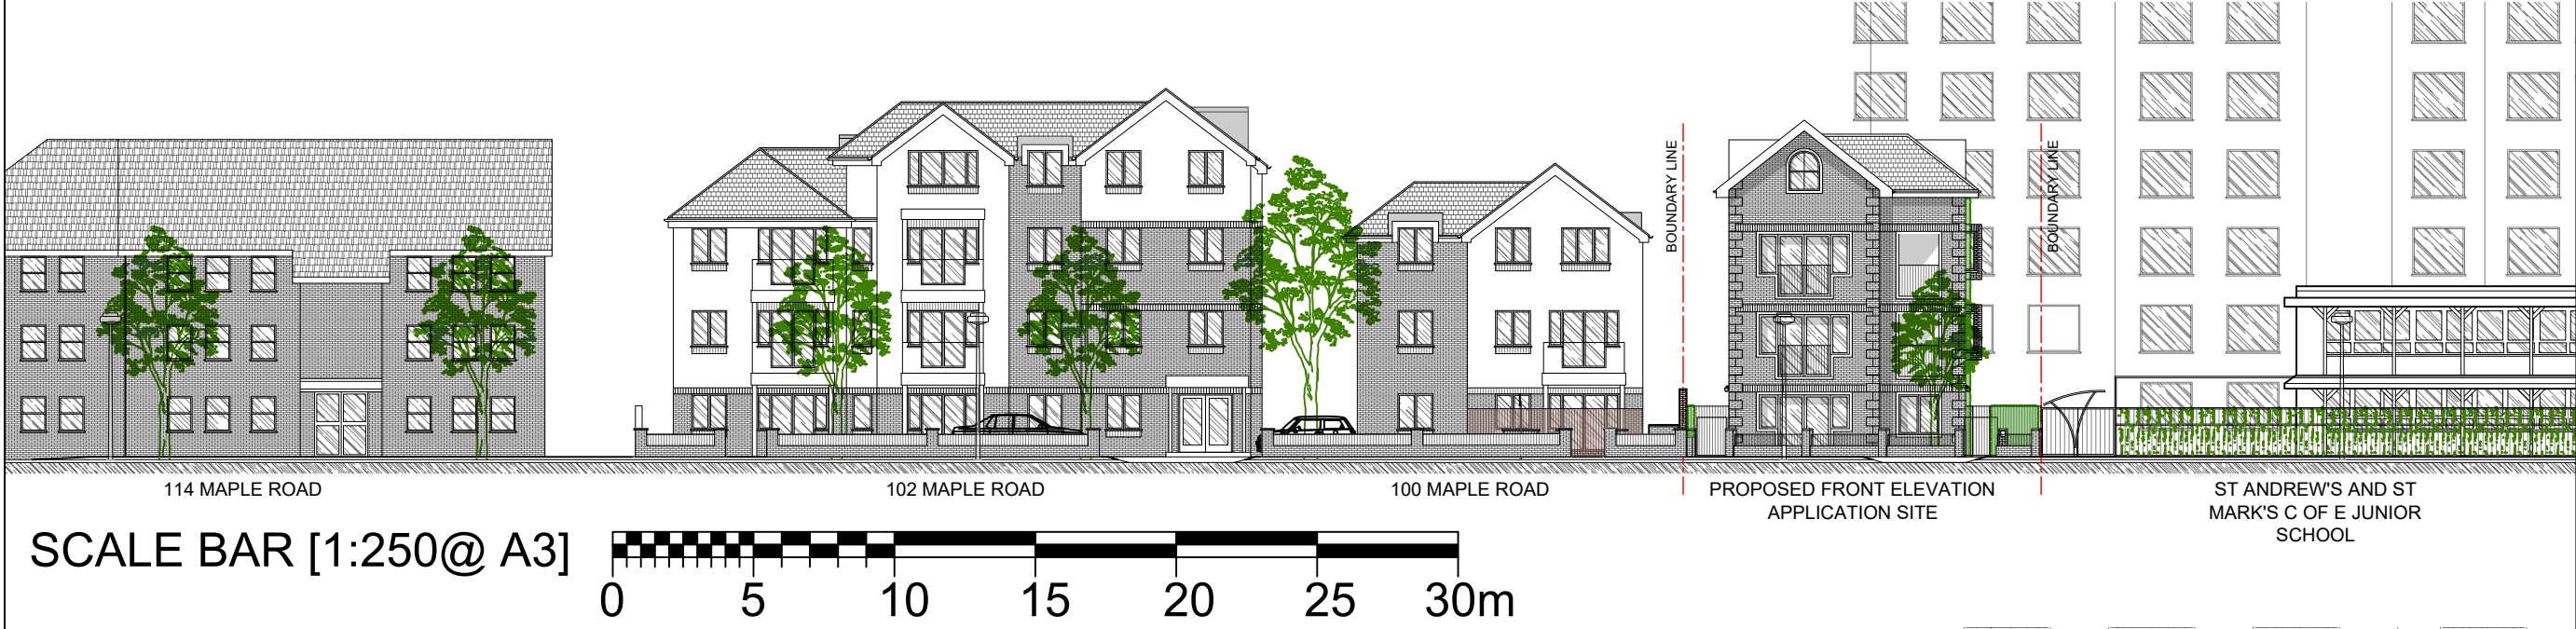 BOUNDARY LINE
BOUNDARY LINE
114 MAPLE ROAD
102 MAPLE ROAD
100 MAPLE ROAD
PROPOSED FRONT ELEVATION
APPLICATION SITE
ST ANDREW'S AND ST
MARK'S C OF E JUNIOR
SCHOOL
SCALE BAR [1:250@ A3]
0 5 10 15 20 25 30m